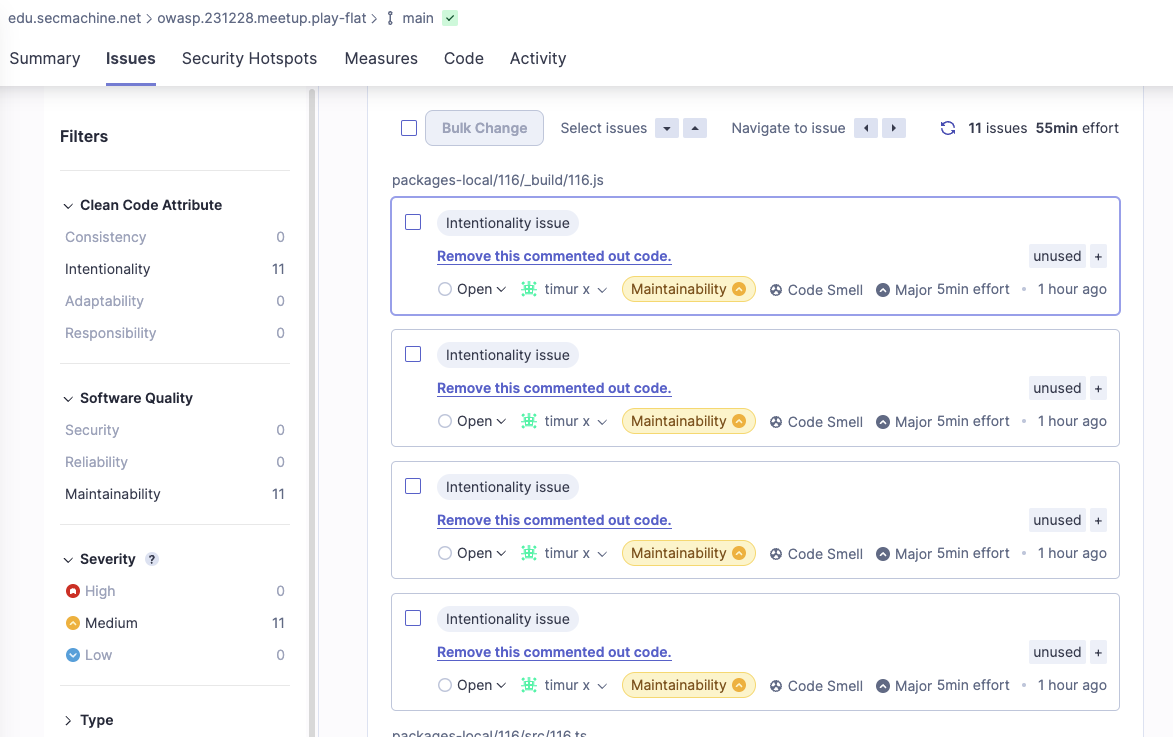 edu.secmachine.net > owasp.231228.meetup.play-flat > main
Summary Issues Security Hotspots Measures Code Activity
Filters
Clean Code Attribute
Consistency 0
Intentionality 11
Adaptability 0
Responsibility 0
Software Quality
Security 0
Reliability 0
Maintainability 11
Severity ?
High 0
Medium 11
Low 0
Type
Bulk Change Select issues Navigate to issue 11 issues 55min effort
packages-local/116/_build/116.js
Intentionality issue
Remove this commented out code. unused +
Open timur x Maintainability Code Smell Major 5min effort • 1 hour ago
Intentionality issue
Remove this commented out code. unused +
Open timur x Maintainability Code Smell Major 5min effort • 1 hour ago
Intentionality issue
Remove this commented out code. unused +
Open timur x Maintainability Code Smell Major 5min effort • 1 hour ago
Intentionality issue
Remove this commented out code. unused +
Open timur x Maintainability Code Smell Major 5min effort • 1 hour ago
packages-local/116/src/116.ts